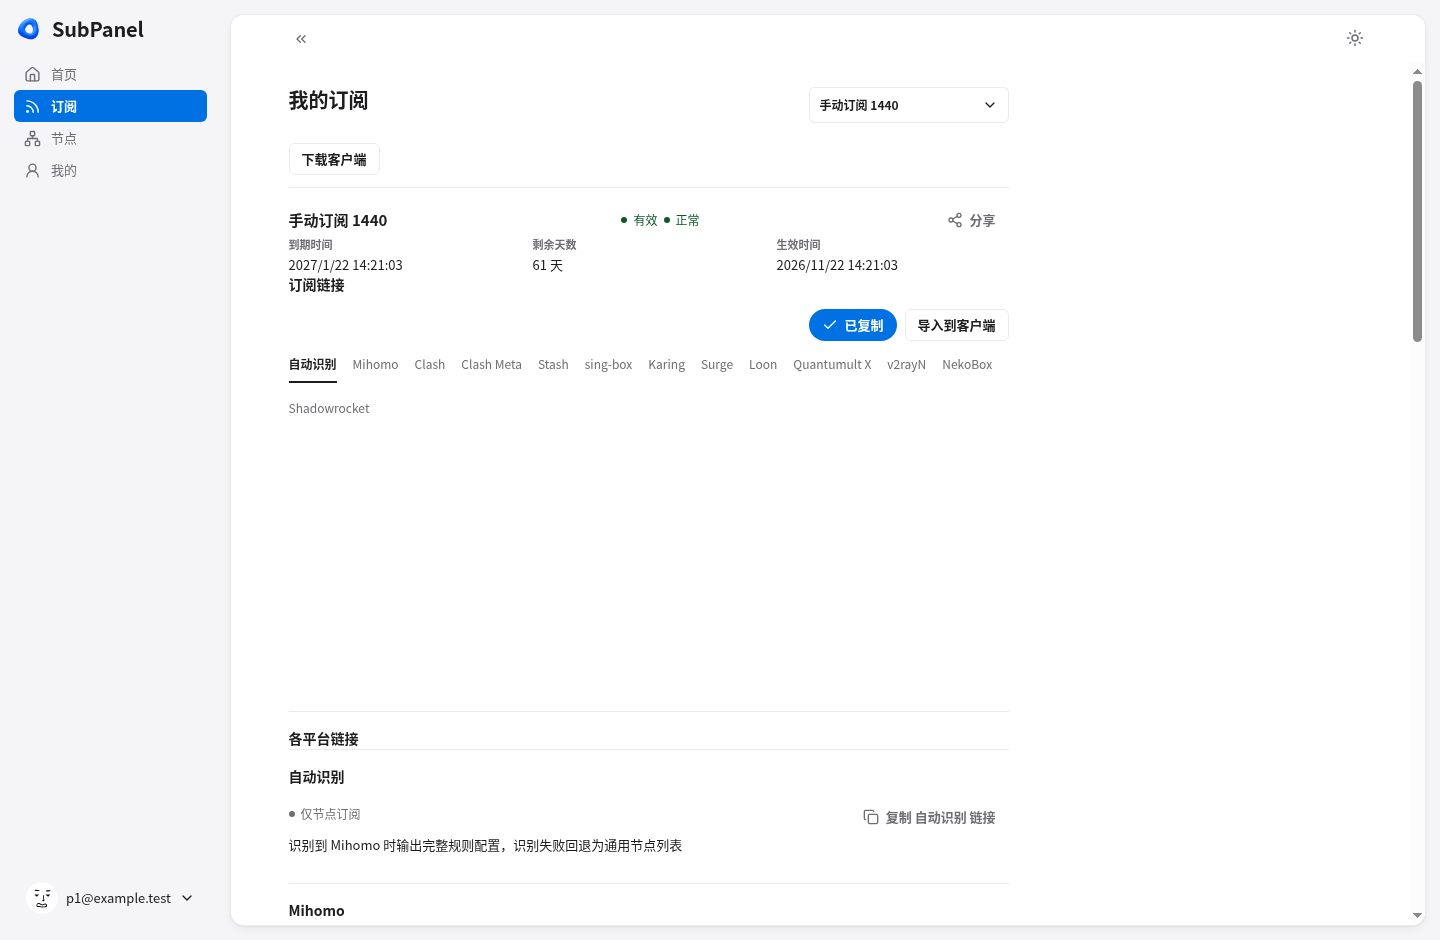 SubPanel
首页
订阅
节点
我的
p1@example.test
我的订阅
手动订阅 1440
下载客户端
手动订阅 1440
有效 正常
分享
到期时间 剩余天数 生效时间
2027/1/22 14:21:03 61 天 2026/11/22 14:21:03
订阅链接
已复制 导入到客户端
自动识别 Mihomo Clash Clash Meta Stash sing-box Karing Surge Loon Quantumult X v2rayN NekoBox
Shadowrocket
各平台链接
自动识别
仅节点订阅
复制 自动识别 链接
识别到 Mihomo 时输出完整规则配置，识别失败回退为通用节点列表
Mihomo